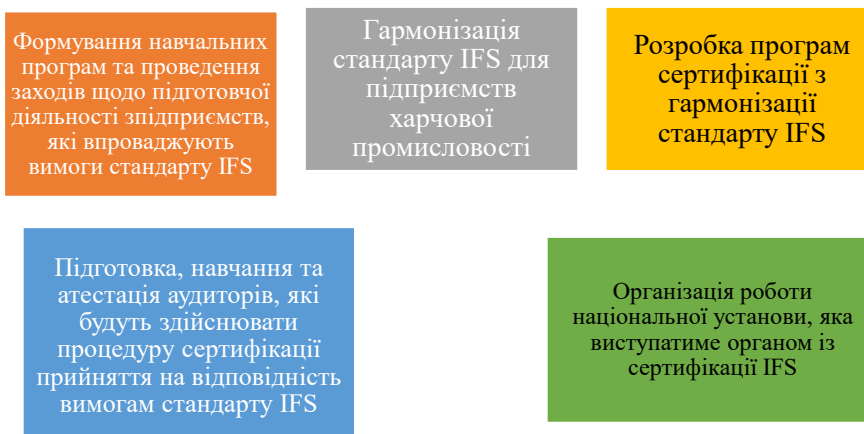 Формування навчальних
програм та проведення
заходів щодо підготовчої
діяльності зпідприємств,
які впроваджують
вимоги стандарту IFS
Гармонізація
стандарту IFS для
підприємств
харчової
промисловості
Розробка програм
сертифікації з
гармонізації
стандарту IFS
Підготовка, навчання та
атестація аудиторів, які
будуть здійснювати
процедуру сертифікації
прийняття на відповідність
вимогам стандарту IFS
Організація роботи
національної установи, яка
виступатиме органом із
сертифікації IFS